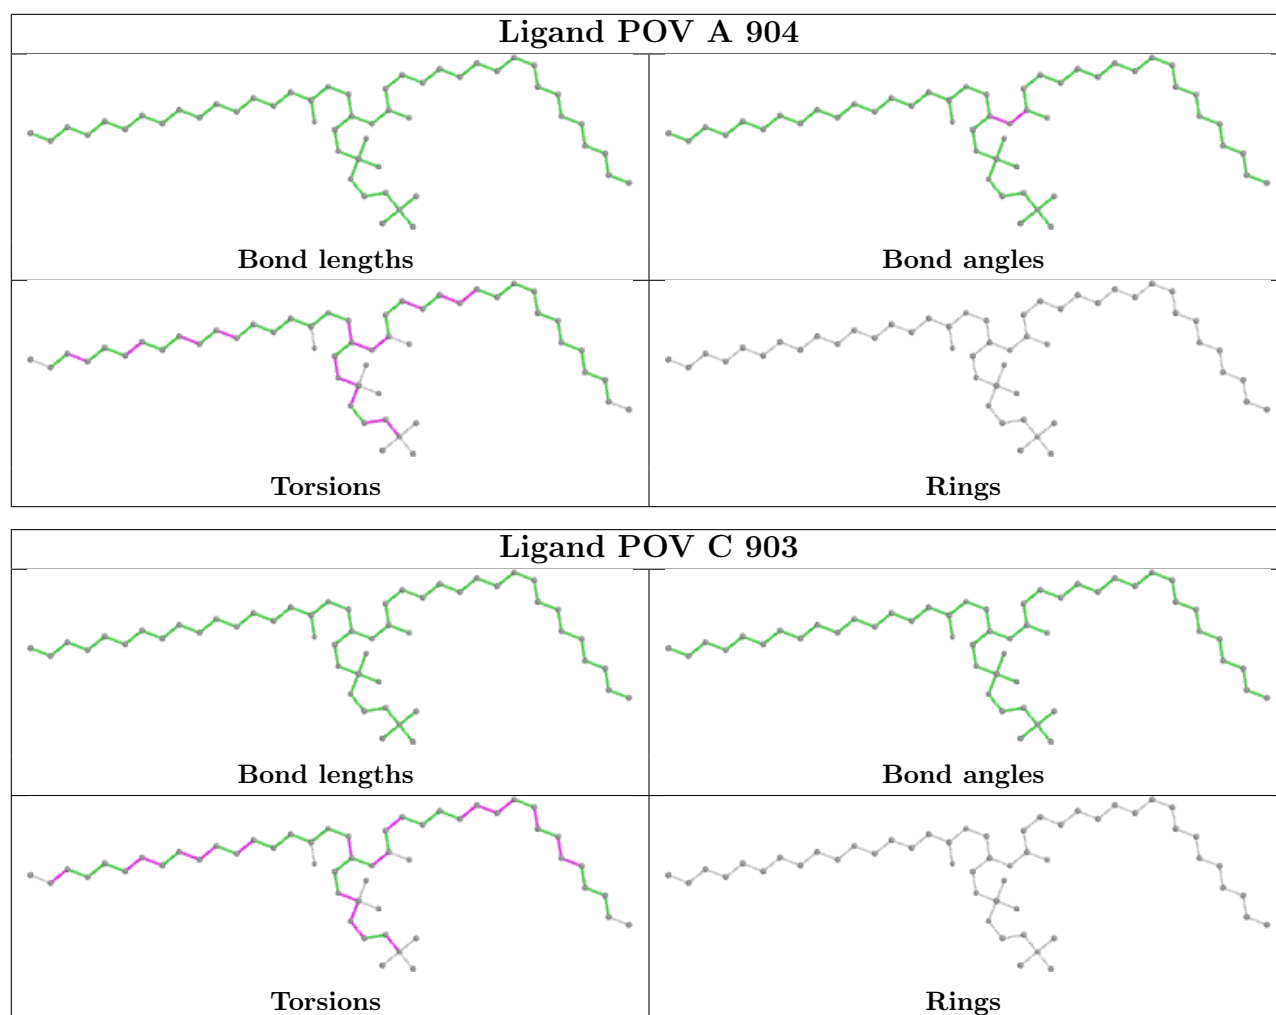 Ligand POV A 904
Bond lengths
Bond angles
Torsions
Rings
Ligand POV C 903
Bond lengths
Bond angles
Torsions
Rings